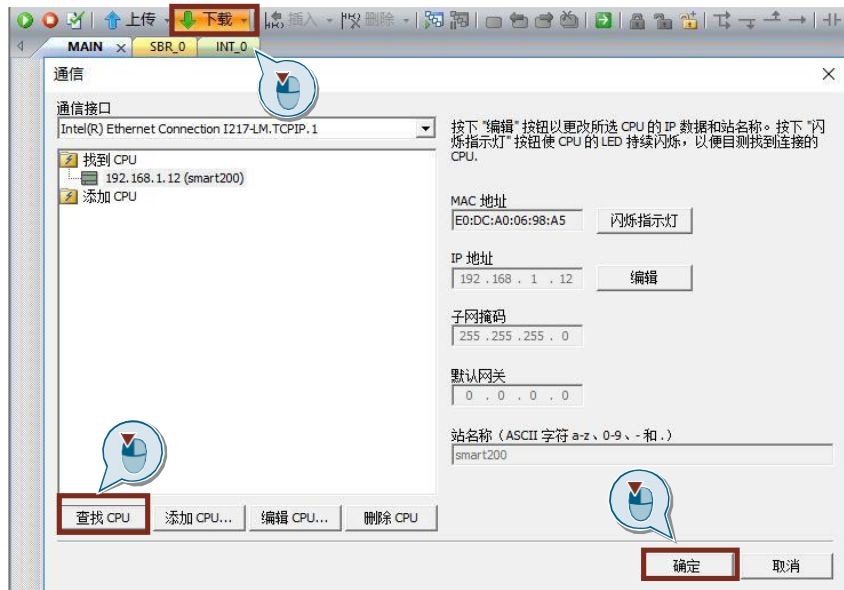 上传 下载 插入 删除
MAIN × SBR_0 INT_0
通信
通信接口
Intel(R) Ethernet Connection I217-LM.TCPIP.1
找到 CPU
192.168.1.12 (smart200)
添加 CPU
查找 CPU 添加 CPU... 编辑 CPU... 删除 CPU
按下 "编辑" 按钮以更改所选 CPU 的 IP 数据和站名称。按下 "闪
烁指示灯" 按钮使 CPU 的 LED 持续闪烁，以便目测找到连接的
CPU.
MAC 地址
E0:DC:A0:06:98:A5 闪烁指示灯
IP 地址
192 . 168 . 1 . 12 编辑
子网掩码
255 . 255 . 255 . 0
默认网关
0 . 0 . 0 . 0
站名称（ASCII 字符 a-z、0-9、- 和 .）
smart200
确定 取消